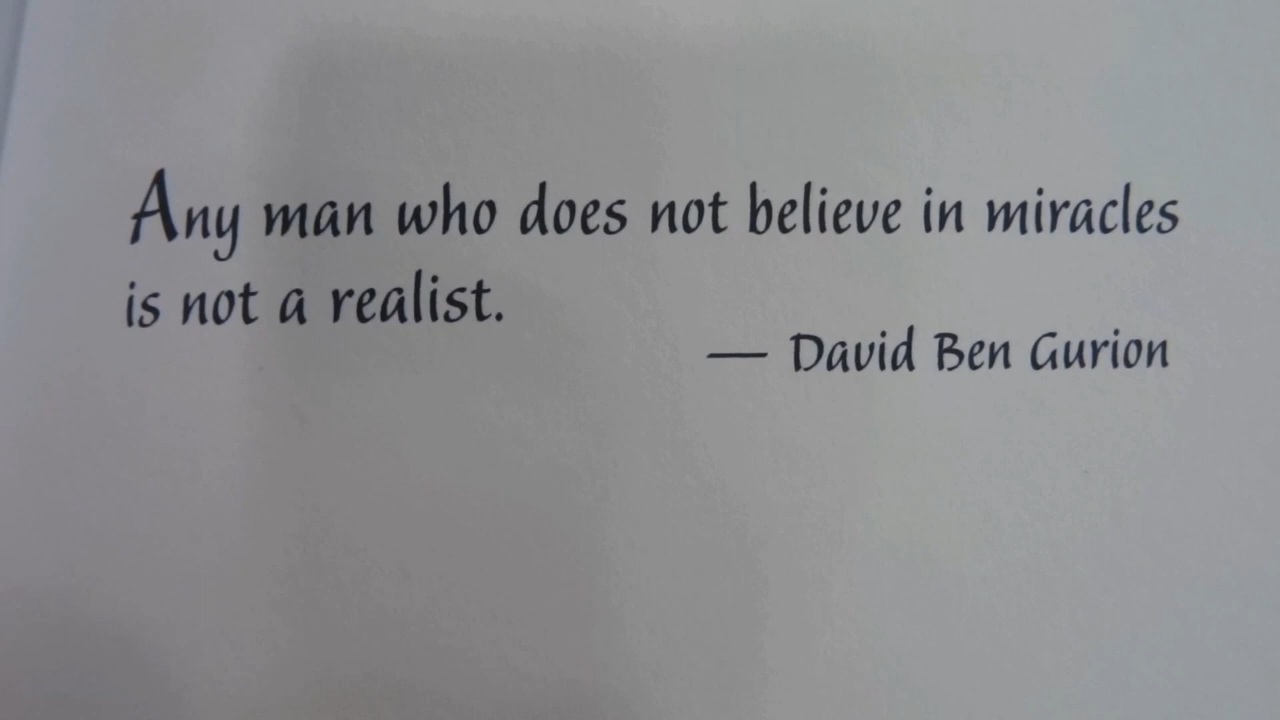 Any man who does not believe in miracles
is not a realist.
— David Ben Gurion